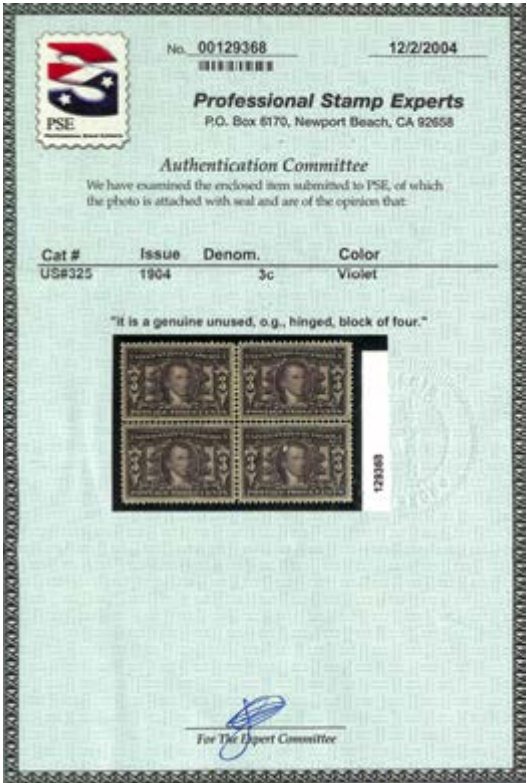 No. 00129368 12/2/2004
PSE
Professional Stamp Experts
P.O. Box 6170, Newport Beach, CA 92658
Authentication Committee
We have examined the enclosed item submitted to PSE, of which
the photo is attached with seal and are of the opinion that:
Cat # Issue Denom. Color
US#325 1904 3c Violet
"it is a genuine unused, o.g., hinged, block of four."
129368
For The Expert Committee